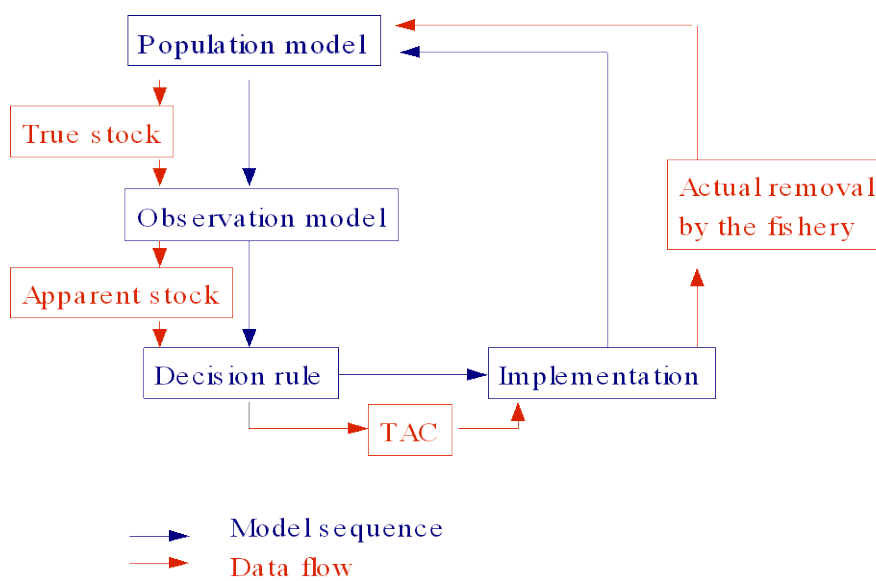 Population model
True stock
Observation model
Actual removal
by the fishery
Apparent stock
Decision rule
Implementation
TAC
Model sequence
Data flow